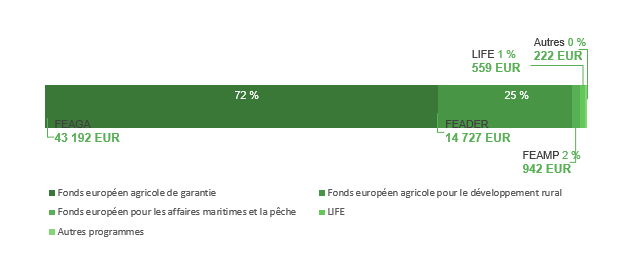 Autres 0 %
222 EUR
LIFE 1 %
559 EUR
72 %
25 %
FEAGA
43 192 EUR
FEADER
14 727 EUR
FEAMP 2 %
942 EUR
Fonds européen agricole de garantie
Fonds européen agricole pour le développement rural
Fonds européen pour les affaires maritimes et la pêche
LIFE
Autres programmes